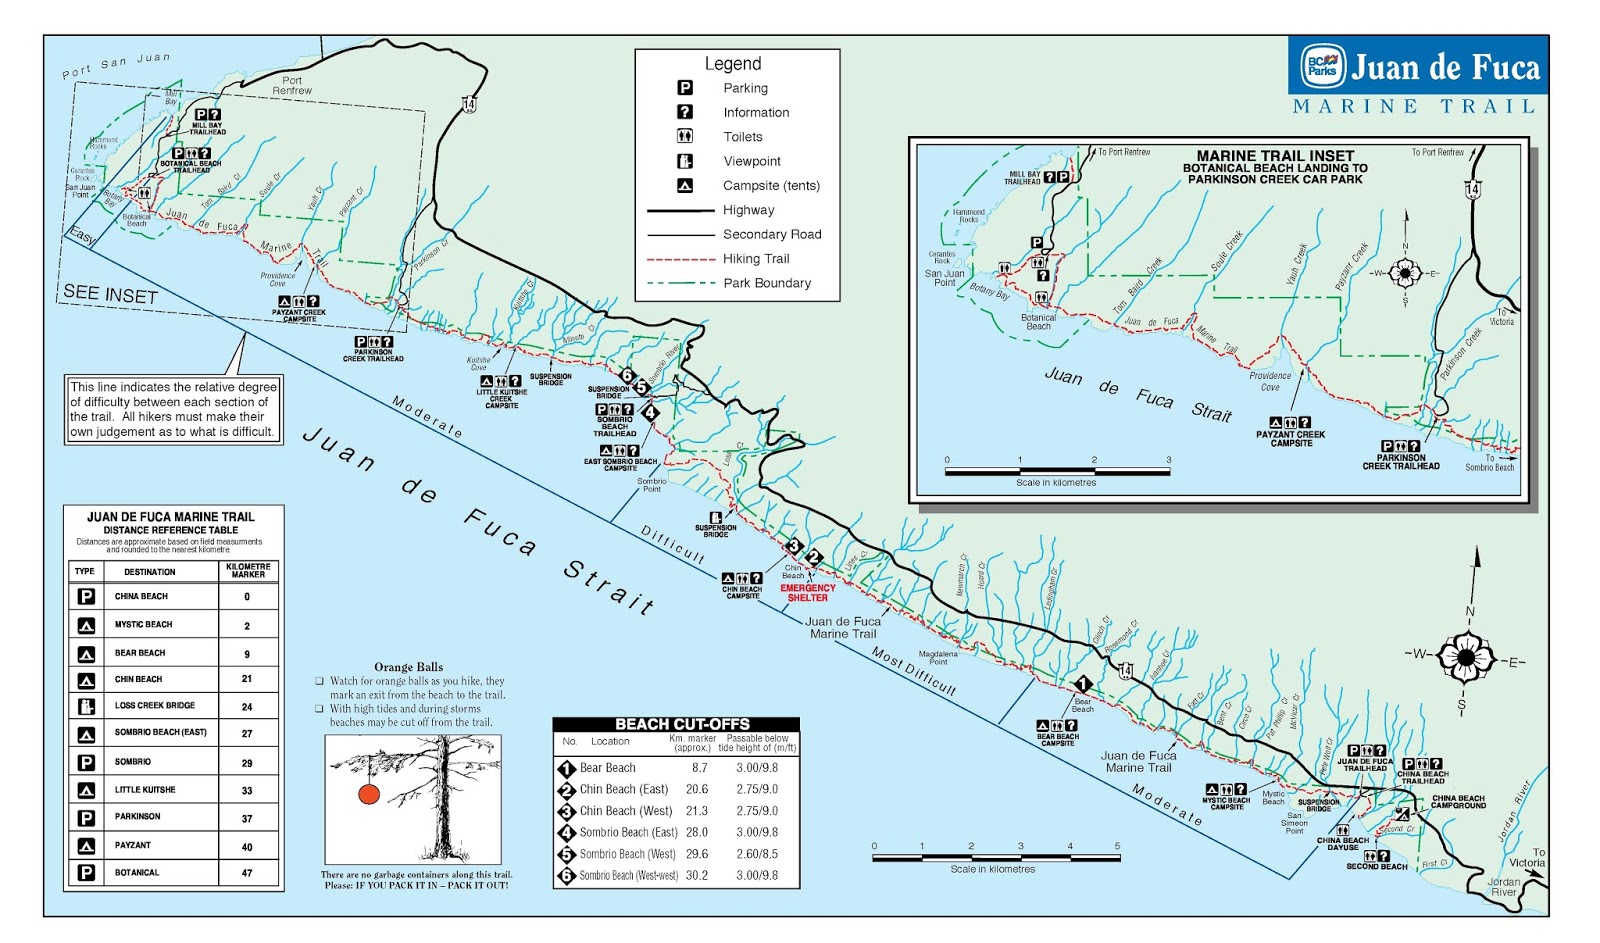 Juan de Fuca
MARINE TRAIL
BC Parks
Legend
Parking
Information
Toilets
Viewpoint
Campsite (tents)
Highway
Secondary Road
Hiking Trail
Park Boundary
Port San Juan
Port
Renfrew
14
Mill
Bay
MILL BAY
TRAILHEAD
BOTANICAL BEACH
TRAILHEAD
Hammond
Rocks
Cerantes
Rock
San Juan
Point
Botany
Bay
Botanical
Beach
Easy
Tom Baird Cr
Soule Cr
Yauh Cr
Payzant Cr
Parkinson Cr
Juan de Fuca
Marine Trail
Providence
Cove
PAYZANT CREEK
CAMPSITE
SEE INSET
PARKINSON
CREEK TRAILHEAD
Kuitshe Cr
Minute Cr
Kuitshe
Cove
LITTLE KUITSHE
CREEK
CAMPSITE
SUSPENSION
BRIDGE
Sombrio River
6
5
SUSPENSION
BRIDGE
SOMBRIO
BEACH
TRAILHEAD
4
EAST SOMBRIO BEACH
CAMPSITE
Sombrio
Point
Loss Cr
SUSPENSION
BRIDGE
3
2
Chin
Beach
CHIN BEACH
CAMPSITE
EMERGENCY
SHELTER
Juan de Fuca
Marine Trail
Magdalena
Point
Newmarch Cr
Hoard Cr
Ledingham Cr
Clinch Cr
Rosemond Cr
Ivanhoe Cr
14
1
Bear
Beach
BEAR BEACH
CAMPSITE
Juan de Fuca
Marine Trail
Fatt Cr
Bent Cr
Coco Cr
Pat Phillip Cr
McVicar Cr
Pete Wolf Cr
MYSTIC BEACH
CAMPSITE
Mystic
Beach
San
Simeon
Point
SUSPENSION
BRIDGE
JUAN DE FUCA
TRAILHEAD
CHINA BEACH
TRAILHEAD
CHINA BEACH
CAMPGROUND
CHINA BEACH
DAYUSE
SECOND BEACH
Second Cr
First Cr
Jordan River
To
Victoria
Jordan
River
Moderate
Difficult
Most Difficult
Moderate
Juan de Fuca Strait
This line indicates the relative degree
of difficulty between each section of
the trail. All hikers must make their
own judgement as to what is difficult.
MARINE TRAIL INSET
BOTANICAL BEACH LANDING TO
PARKINSON CREEK CAR PARK
To Port Renfrew
To Port Renfrew
14
MILL BAY
TRAILHEAD
Hammond
Rocks
Cerantes
Rock
San Juan
Point
Botany Bay
Botanical
Beach
Tom Baird Creek
Soule Creek
Yauh Creek
Payzant Creek
Parkinson Creek
Juan de Fuca
Marine Trail
Providence
Cove
PAYZANT CREEK
CAMPSITE
PARKINSON
CREEK TRAILHEAD
To
Victoria
To
Sombrio Beach
Juan de Fuca Strait
N
W E
S
0 1 2 3
Scale in kilometres
N
W E
S
JUAN DE FUCA MARINE TRAIL
DISTANCE REFERENCE TABLE
Distances are approximate based on field measurments
and rounded to the nearest kilometre.
TYPE DESTINATION KILOMETRE MARKER
CHINA BEACH 0
MYSTIC BEACH 2
BEAR BEACH 9
CHIN BEACH 21
LOSS CREEK BRIDGE 24
SOMBRIO BEACH (EAST) 27
SOMBRIO 29
LITTLE KUITSHE 33
PARKINSON 37
PAYZANT 40
BOTANICAL 47
Orange Balls
Watch for orange balls as you hike, they
mark an exit from the beach to the trail.
With high tides and during storms
beaches may be cut off from the trail.
There are no garbage containers along this trail.
Please: IF YOU PACK IT IN – PACK IT OUT!
BEACH CUT-OFFS
No. Location Km. marker (approx.) Passable below tide height of (m/ft)
1 Bear Beach 8.7 3.00/9.8
2 Chin Beach (East) 20.6 2.75/9.0
3 Chin Beach (West) 21.3 2.75/9.0
4 Sombrio Beach (East) 28.0 3.00/9.8
5 Sombrio Beach (West) 29.6 2.60/8.5
6 Sombrio Beach (West-west) 30.2 3.00/9.8
0 1 2 3 4 5
Scale in kilometres